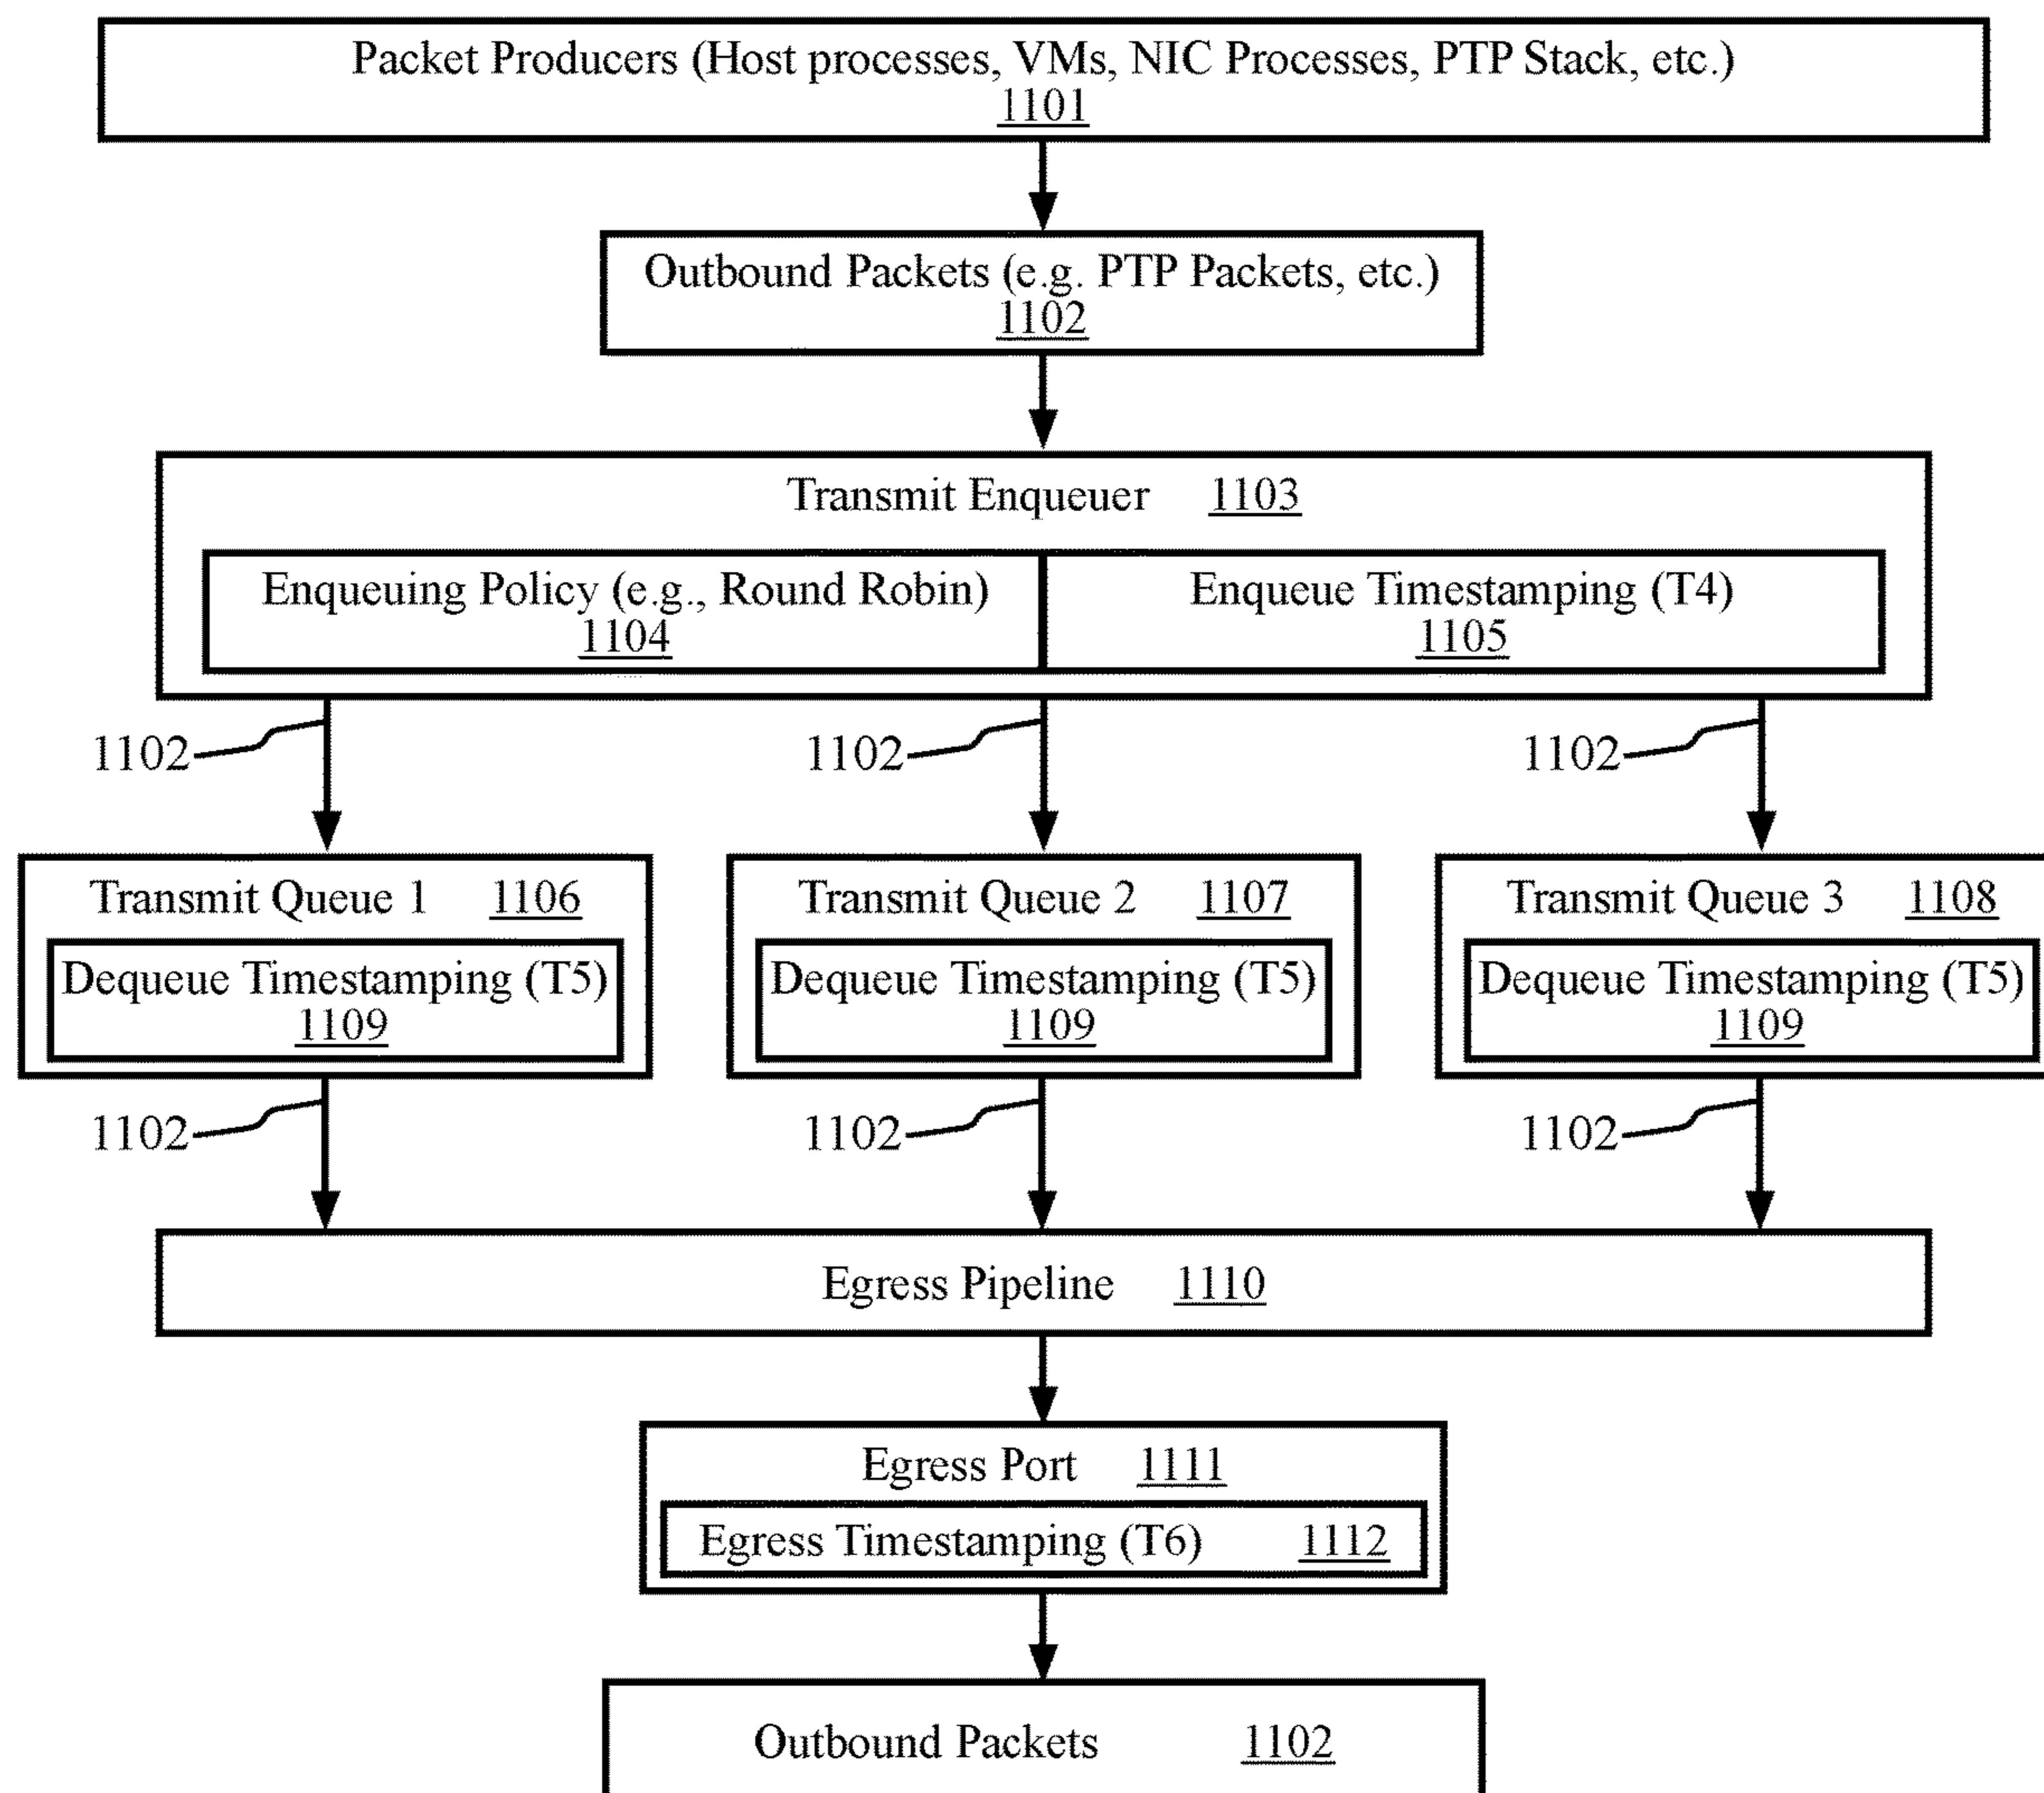 Packet Producers (Host processes, VMs, NIC Processes, PTP Stack, etc.)
1101
Outbound Packets (e.g. PTP Packets, etc.)
1102
Transmit Enqueuer 1103
Enqueuing Policy (e.g., Round Robin)
1104
Enqueue Timestamping (T4)
1105
1102
1102
1102
Transmit Queue 1 1106
Dequeue Timestamping (T5)
1109
Transmit Queue 2 1107
Dequeue Timestamping (T5)
1109
Transmit Queue 3 1108
Dequeue Timestamping (T5)
1109
1102
1102
1102
Egress Pipeline 1110
Egress Port 1111
Egress Timestamping (T6) 1112
Outbound Packets 1102